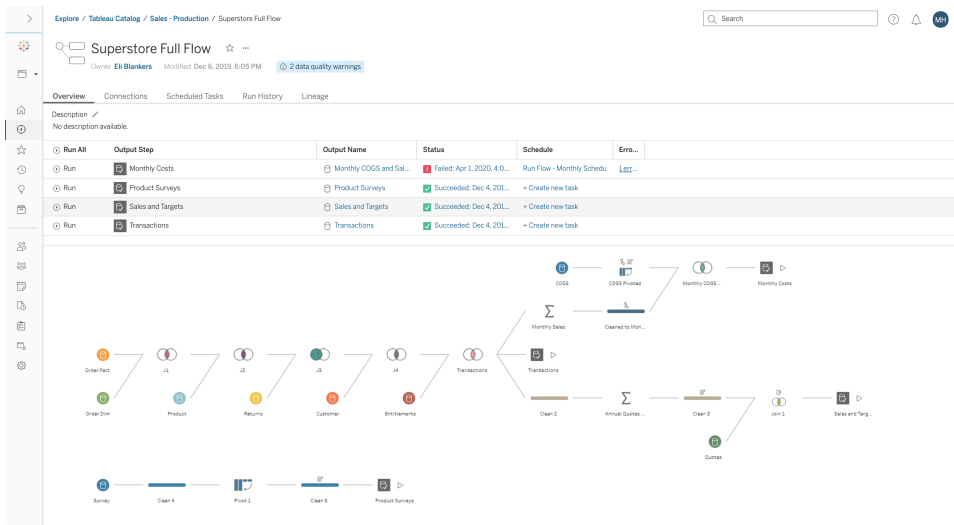 Explore / Tableau Catalog / Sales - Production / Superstore Full Flow
Search
?
MH
Superstore Full Flow ☆ ···
Owner Eli Blankers Modified Dec 6, 2019, 6:05 PM 2 data quality warnings
Overview Connections Scheduled Tasks Run History Lineage
Description
No description available.
Run All Output Step Output Name Status Schedule Erro...
Run Monthly Costs Monthly COGS and Sal... Failed: Apr 1, 2020, 4:0... Run Flow - Monthly Schedu 1 err...
Run Product Surveys Product Surveys Succeeded: Dec 4, 201... + Create new task
Run Sales and Targets Sales and Targets Succeeded: Dec 4, 201... + Create new task
Run Transactions Transactions Succeeded: Dec 4, 201... + Create new task
COGS COGS Pivoted Monthly COGS... Monthly Costs
Monthly Sales Cleaned to Mon...
Order Fact J1 J2 J3 J4 Transactions Transactions
Order Dim Product Returns Customer Entitlements Clean 2 Annual Quotas ... Clean 3 Join 1 Sales and Targ...
Quotas
Survey Clean 4 Pivot 1 Clean 5 Product Surveys